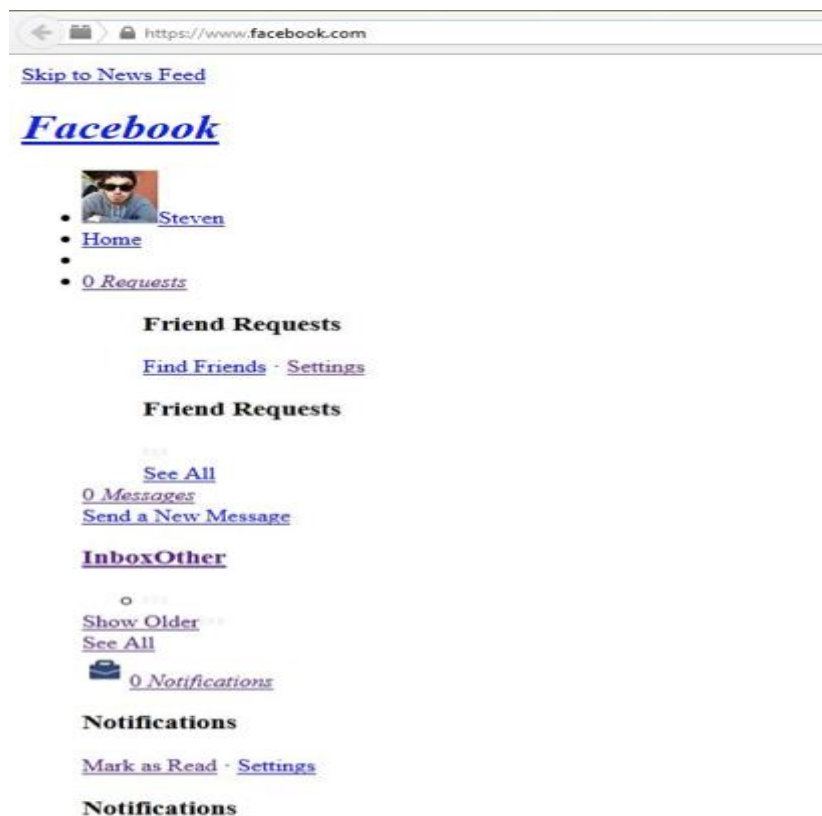 https://www.facebook.com
Skip to News Feed
Facebook
Steven
Home
0 Requests
Friend Requests
Find Friends · Settings
Friend Requests
See All
0 Messages
Send a New Message
InboxOther
Show Older
See All
0 Notifications
Notifications
Mark as Read · Settings
Notifications